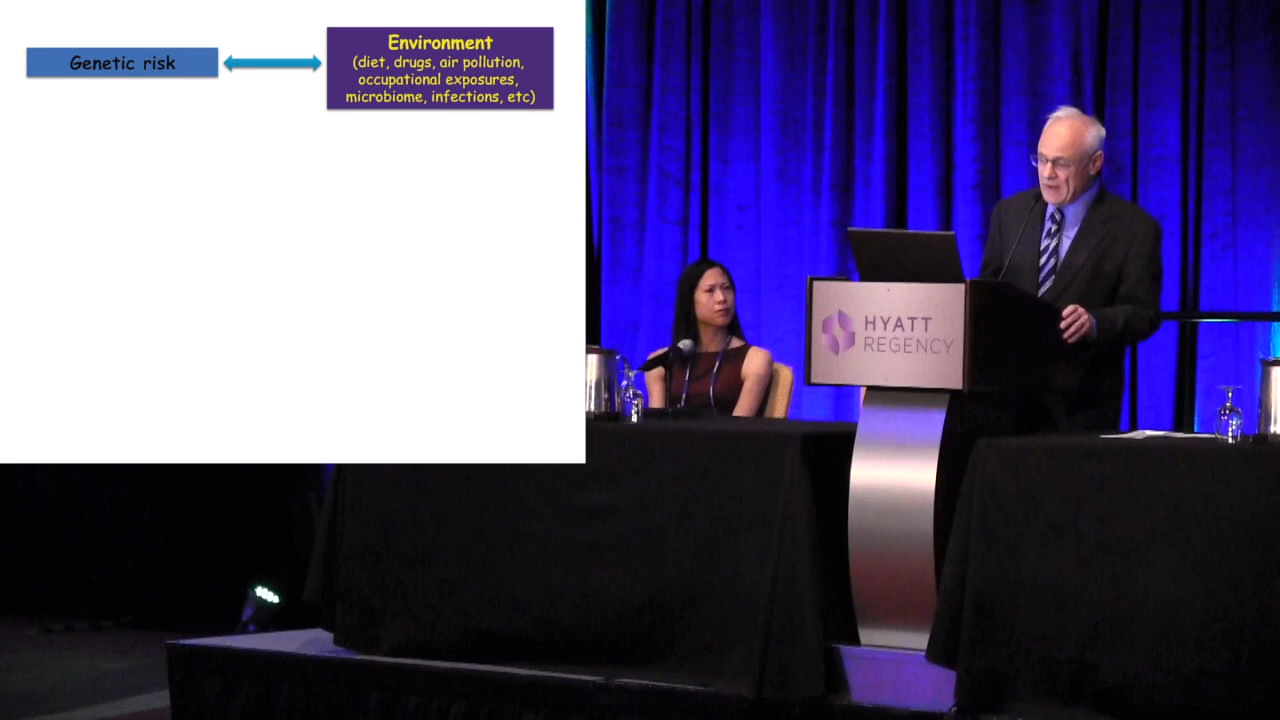 Genetic risk
Environment
(diet, drugs, air pollution,
occupational exposures,
microbiome, infections, etc)
HYATT
REGENCY